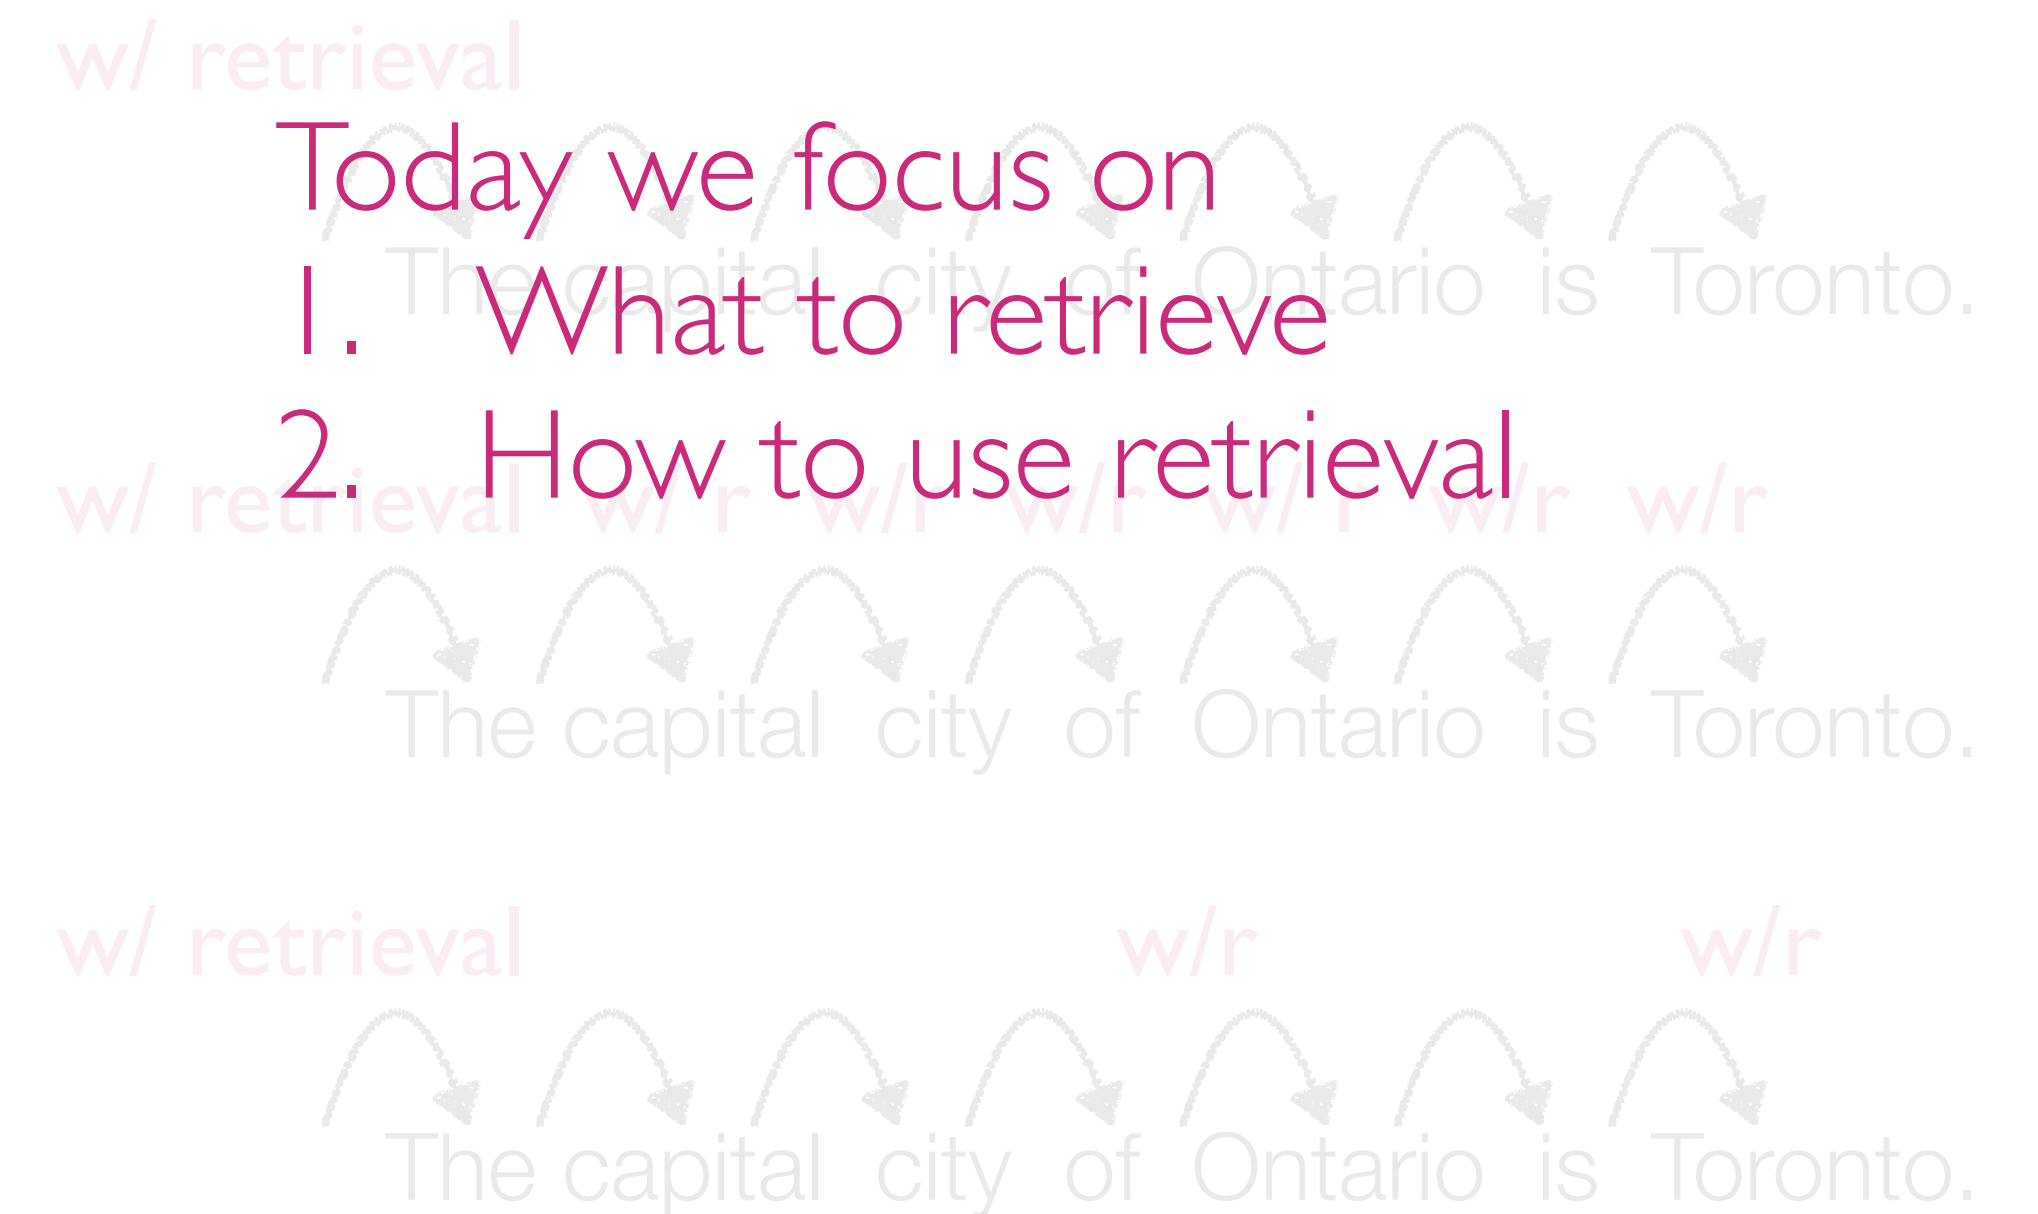 w/ retrieval
Today we focus on
The capital city of Ontario is Toronto.
1. What to retrieve
2. How to use retrieval
w/ retrieval w/r w/r w/r w/r w/r w/r
The capital city of Ontario is Toronto.
w/ retrieval w/r w/r
The capital city of Ontario is Toronto.